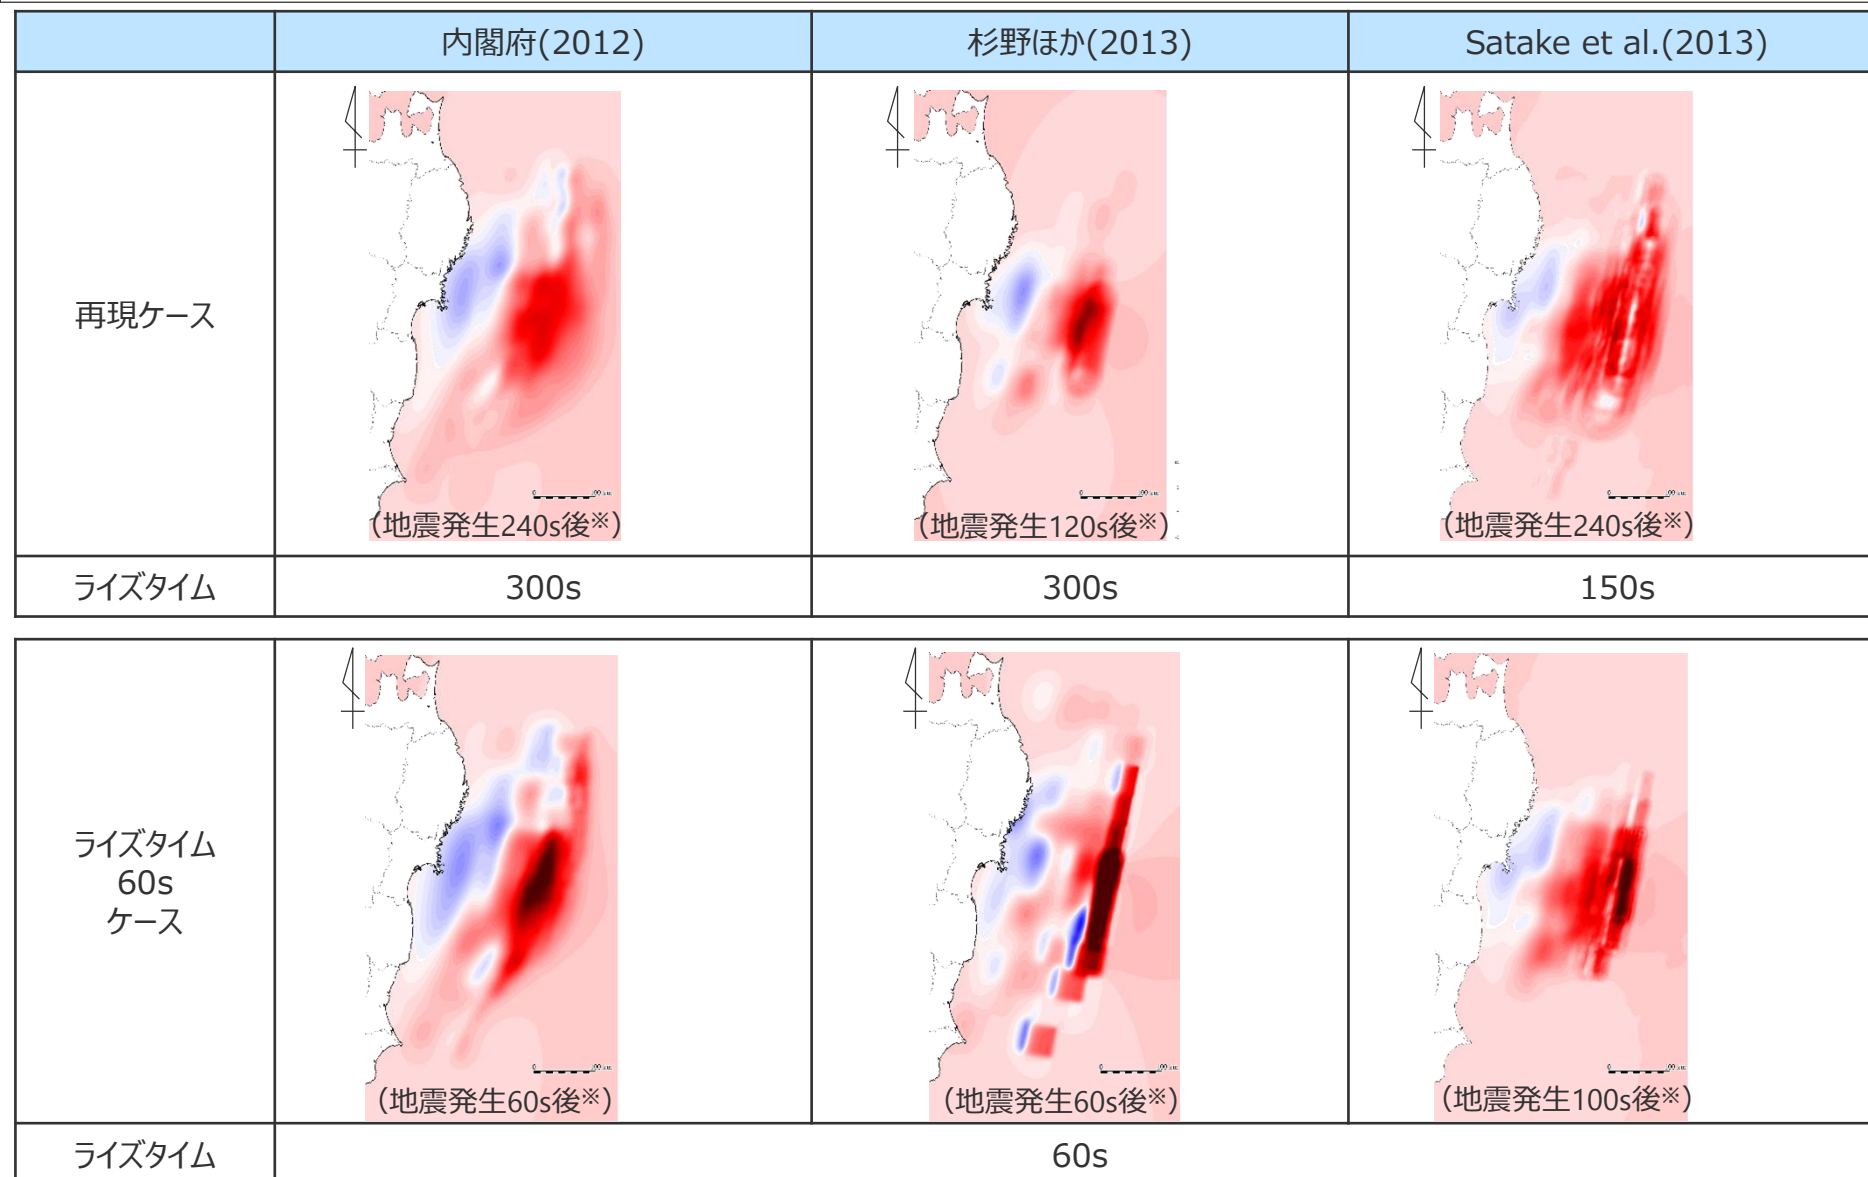 内閣府(2012)
杉野ほか(2013)
Satake et al.(2013)
再現ケース
(地震発生240s後※)
(地震発生120s後※)
(地震発生240s後※)
ライズタイム
300s
300s
150s
ライズタイム
60s
ケース
(地震発生60s後※)
(地震発生60s後※)
(地震発生100s後※)
ライズタイム
60s